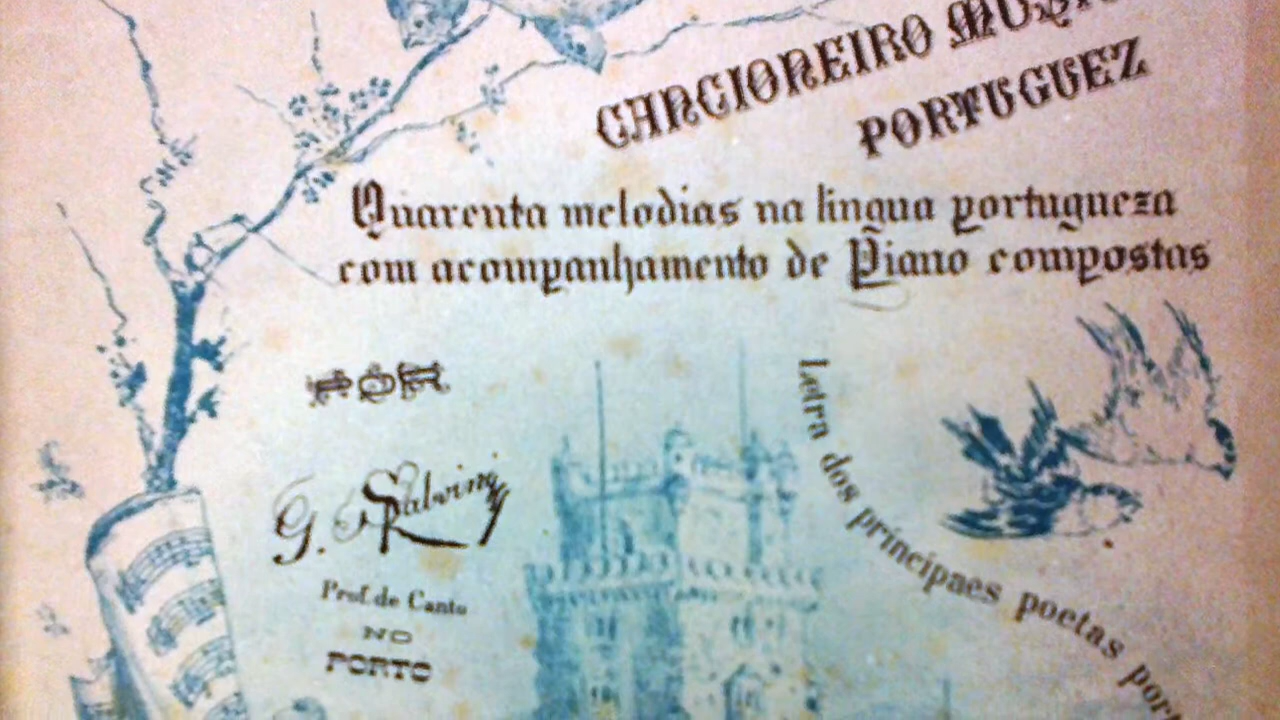 CANCIONEIRO
PORTUGUEZ
Quarenta melodias na lingua portugueza
com acompanhamento de Piano compostas
POR
G. R. Salvini
Prof. de Canto
NO
PORTO
Letra dos principaes poetas